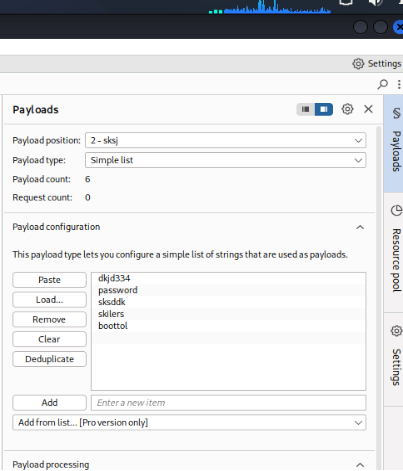 Settings
Payloads
Payload position: 2 - sksj
Payload type: Simple list
Payload count: 6
Request count: 0
Payload configuration
This payload type lets you configure a simple list of strings that are used as payloads.
Paste
Load...
Remove
Clear
Deduplicate
dkjd334
password
sksddk
skilers
boottol
Add Enter a new item
Add from list... [Pro version only]
Payload processing
Payloads
Resource pool
Settings